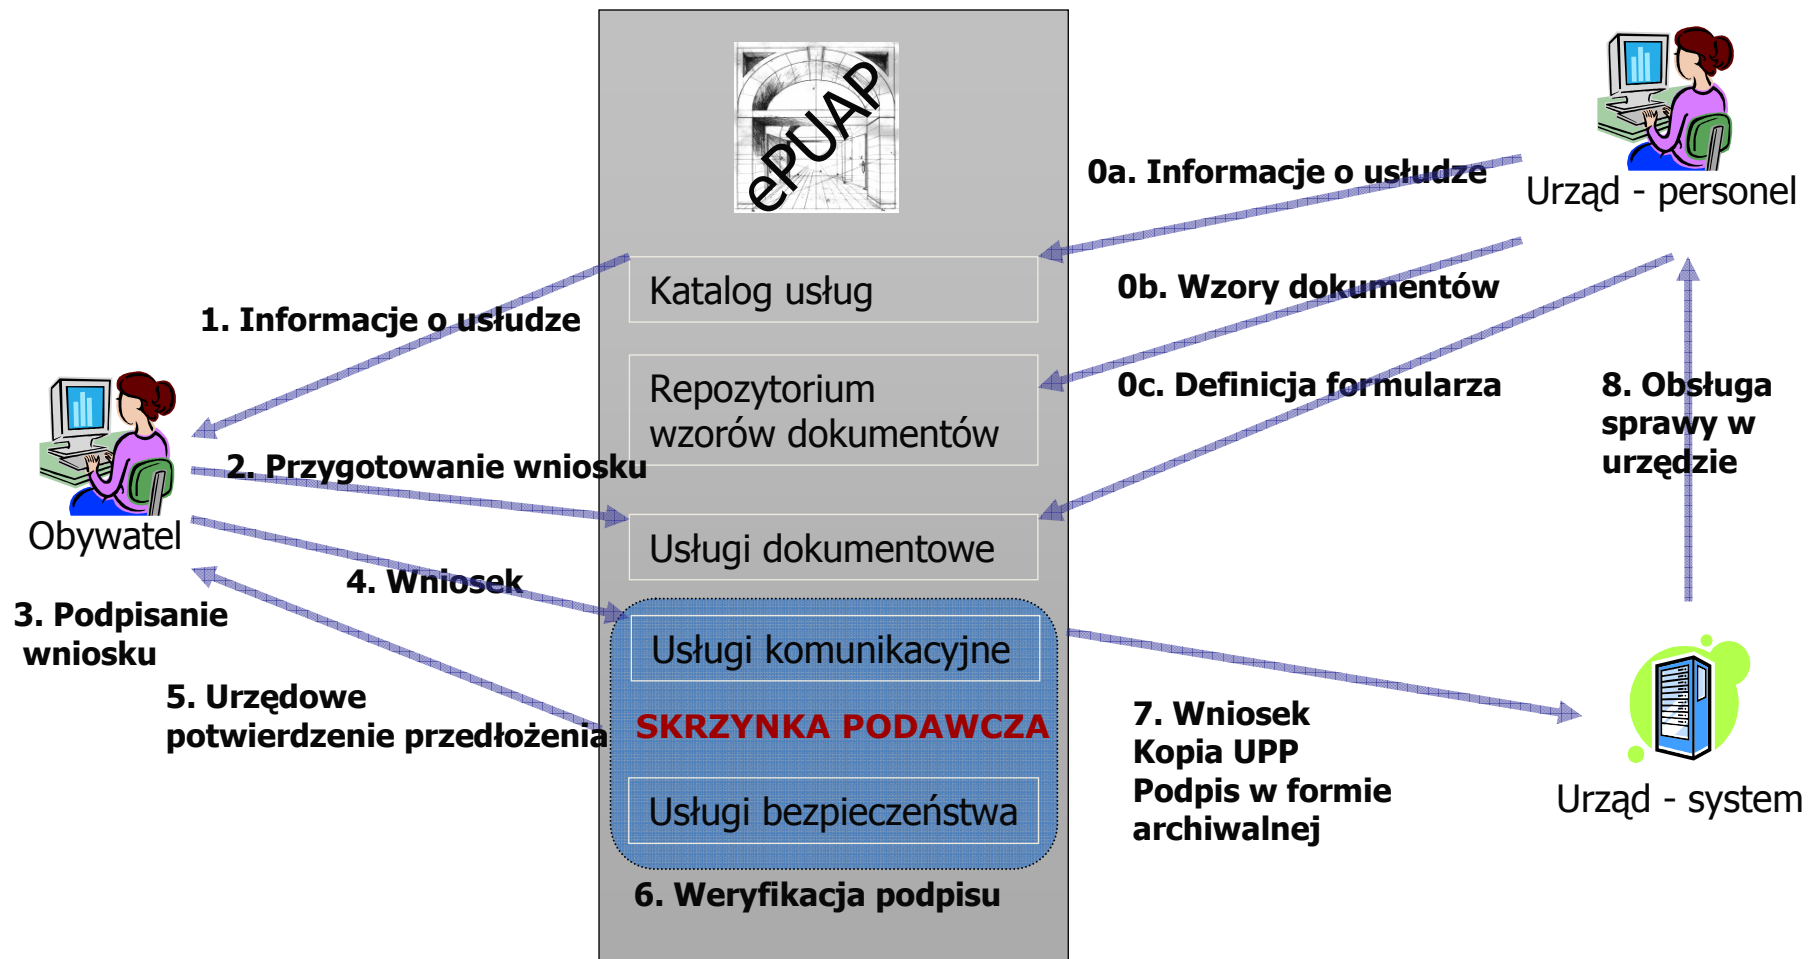 ePUAP
0a. Informacje o usłudze
Urząd - personel
Katalog usług
0b. Wzory dokumentów
1. Informacje o usłudze
Repozytorium
wzorów dokumentów
0c. Definicja formularza
8. Obsługa
sprawy w
urzędzie
2. Przygotowanie wniosku
Obywatel
Usługi dokumentowe
4. Wniosek
3. Podpisanie
wniosku
Usługi komunikacyjne
5. Urzędowe
potwierdzenie przedłożenia
SKRZYNKA PODAWCZA
7. Wniosek
Kopia UPP
Podpis w formie
archiwalnej
Urząd - system
Usługi bezpieczeństwa
6. Weryfikacja podpisu